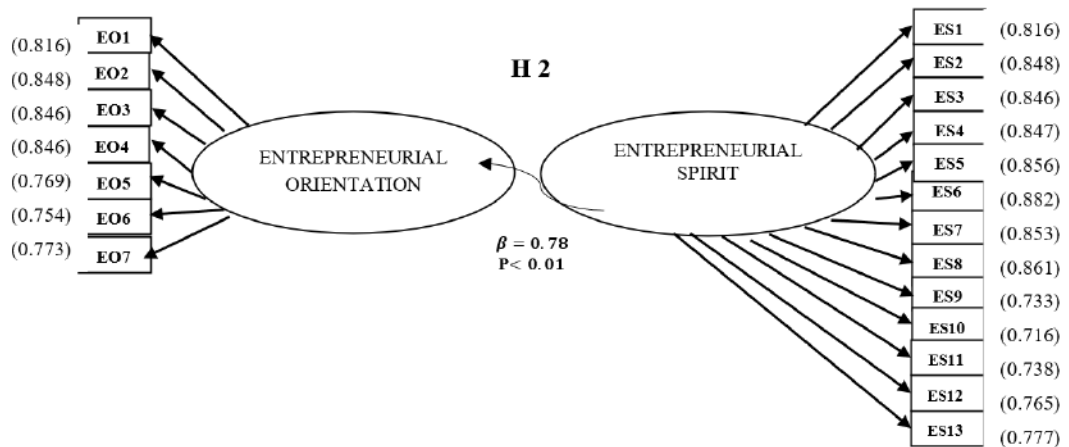 H 2
(0.816) EO1
(0.848) EO2
(0.846) EO3
(0.846) EO4
(0.769) EO5
(0.754) EO6
(0.773) EO7
ENTREPRENEURIAL
ORIENTATION
β = 0.78
P< 0.01
ENTREPRENEURIAL
SPIRIT
ES1 (0.816)
ES2 (0.848)
ES3 (0.846)
ES4 (0.847)
ES5 (0.856)
ES6 (0.882)
ES7 (0.853)
ES8 (0.861)
ES9 (0.733)
ES10 (0.716)
ES11 (0.738)
ES12 (0.765)
ES13 (0.777)